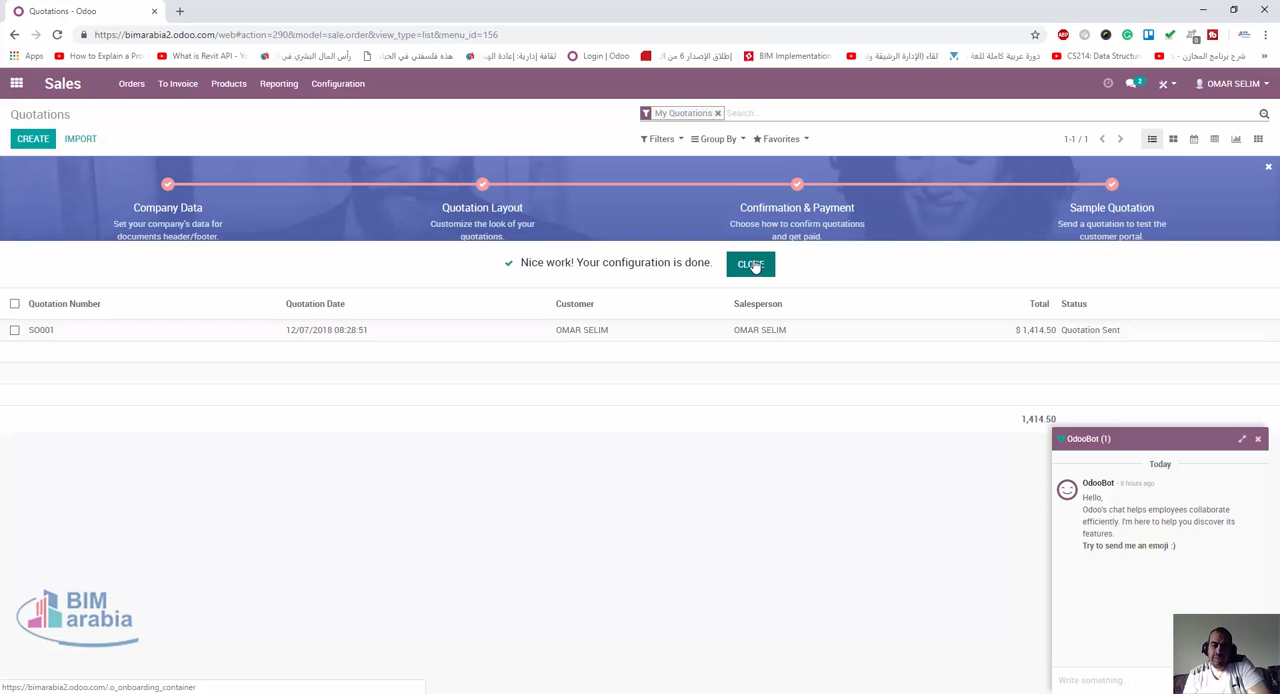 Quotations - Odoo
https://bimarabia2.odoo.com/web#action=290&model=sale.order&view_type=list&menu_id=156
Apps
How to Explain a Pro
What is Revit API - Yo
رأس المال البشري في
هذه فلسفتي في الحياة
ثقافة إدارية: إعادة الهند
Login | Odoo
إطلاق الإصدار 6 من ال
BIM Implementation
لقاء (الإدارة الرشيقة و
دورة عربية كاملة للغة
CS214: Data Structur
شرح برنامج المخازن
Sales
Orders
To Invoice
Products
Reporting
Configuration
2
OMAR SELIM
Quotations
My Quotations
Search...
CREATE
IMPORT
Filters
Group By
Favorites
1-1 / 1
Company Data
Set your company's data for
documents header/footer.
Quotation Layout
Customize the look of your
quotations.
Confirmation & Payment
Choose how to confirm quotations
and get paid.
Sample Quotation
Send a quotation to test the
customer portal.
Nice work! Your configuration is done.
CLOSE
Quotation Number
Quotation Date
Customer
Salesperson
Total
Status
SO001
12/07/2018 08:28:51
OMAR SELIM
OMAR SELIM
$ 1,414.50
Quotation Sent
1,414.50
OdooBot (1)
Today
OdooBot - 8 hours ago
Hello,
Odoo's chat helps employees collaborate
efficiently. I'm here to help you discover its
features.
Try to send me an emoji :)
Write something...
BIM
arabia
https://bimarabia2.odoo.com/.o_onboarding_container